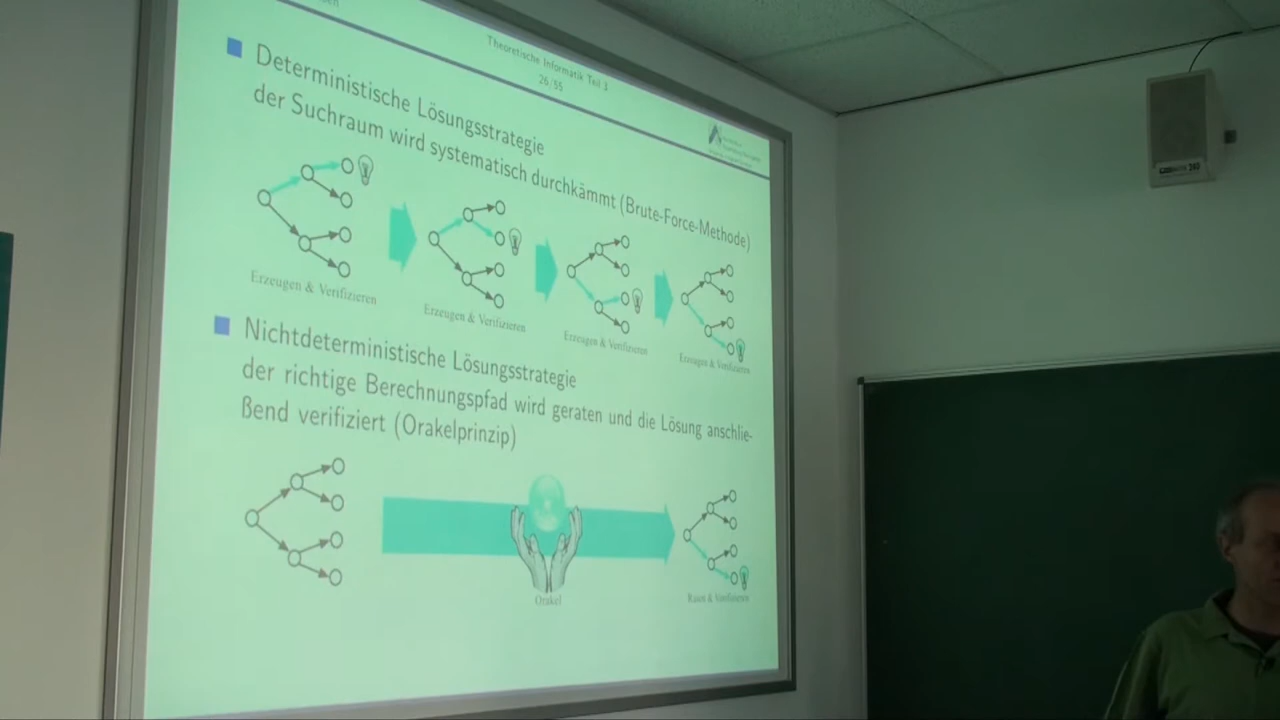 Theoretische Informatik Teil 3
26/55
Deterministische Lösungsstrategie
der Suchraum wird systematisch durchkämmt (Brute-Force-Methode)
Erzeugen & Verifizieren
Erzeugen & Verifizieren
Erzeugen & Verifizieren
Erzeugen & Verifizieren
Nichtdeterministische Lösungsstrategie
der richtige Berechnungspfad wird geraten und die Lösung anschlie-
ßend verifiziert (Orakelprinzip)
Orakel
Raten & Verifizieren